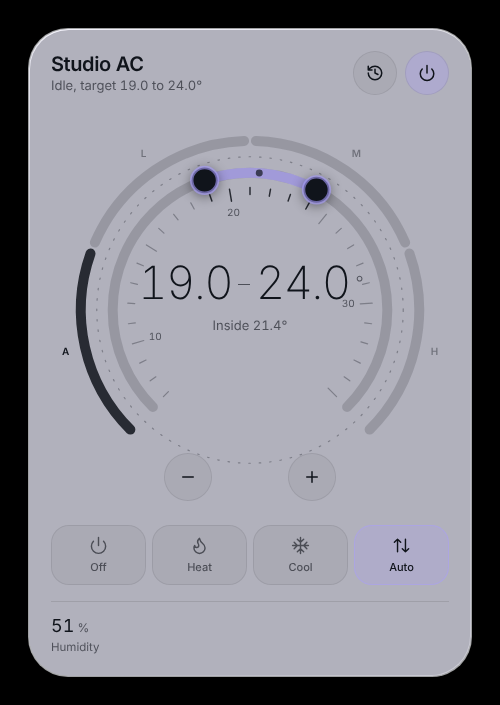 Studio AC
Idle, target 19.0 to 24.0°
L
M
20
19.0–24.0°
30
Inside 21.4°
10
A
H
Off
Heat
Cool
Auto
51 %
Humidity